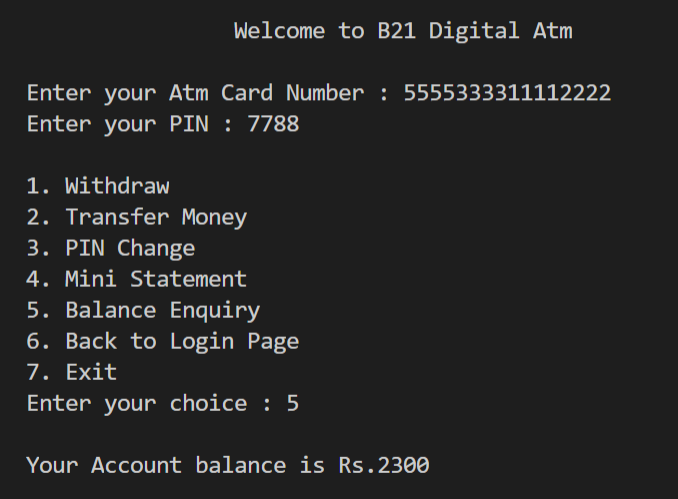 Welcome to B21 Digital Atm
Enter your Atm Card Number : 5555333311112222
Enter your PIN : 7788
1. Withdraw
2. Transfer Money
3. PIN Change
4. Mini Statement
5. Balance Enquiry
6. Back to Login Page
7. Exit
Enter your choice : 5
Your Account balance is Rs.2300